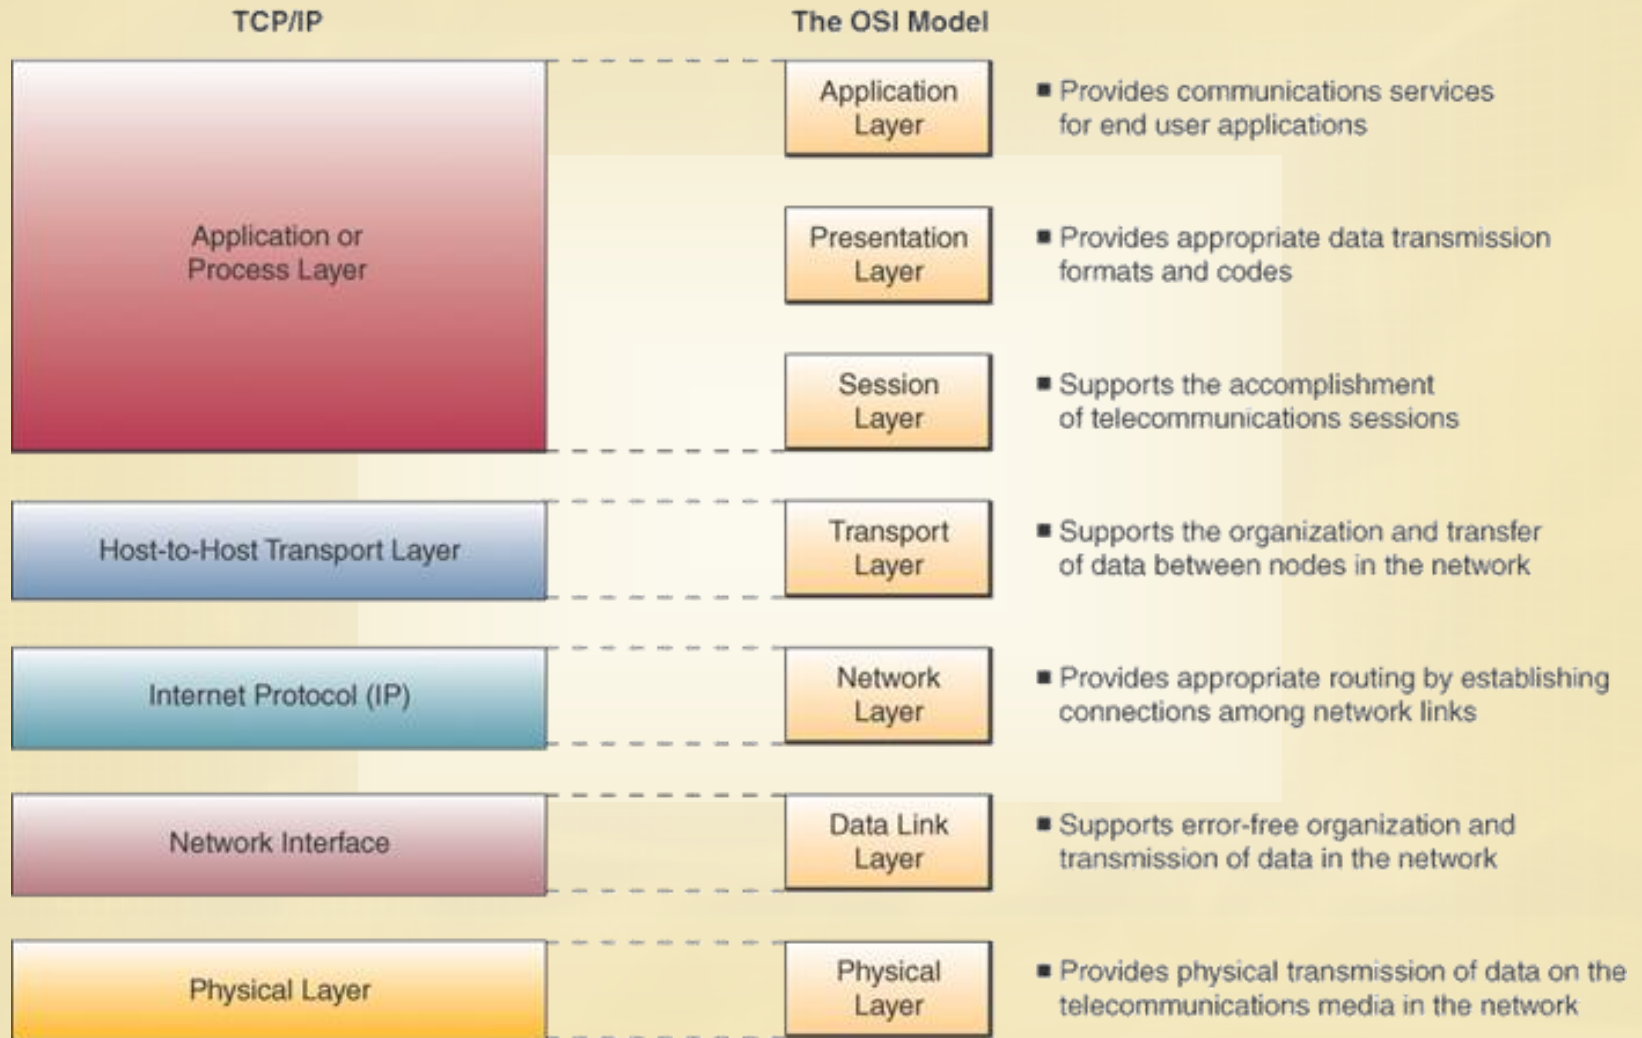 TCP/IP
The OSI Model
Application or
Process Layer
Application
Layer
■ Provides communications services
for end user applications
Presentation
Layer
■ Provides appropriate data transmission
formats and codes
Session
Layer
■ Supports the accomplishment
of telecommunications sessions
Host-to-Host Transport Layer
Transport
Layer
■ Supports the organization and transfer
of data between nodes in the network
Internet Protocol (IP)
Network
Layer
■ Provides appropriate routing by establishing
connections among network links
Network Interface
Data Link
Layer
■ Supports error-free organization and
transmission of data in the network
Physical Layer
Physical
Layer
■ Provides physical transmission of data on the
telecommunications media in the network